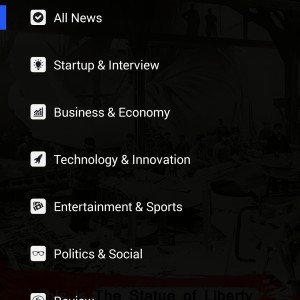 All News
Startup & Interview
Business & Economy
Technology & Innovation
Entertainment & Sports
Politics & Social
Review
The Statue of Liberty